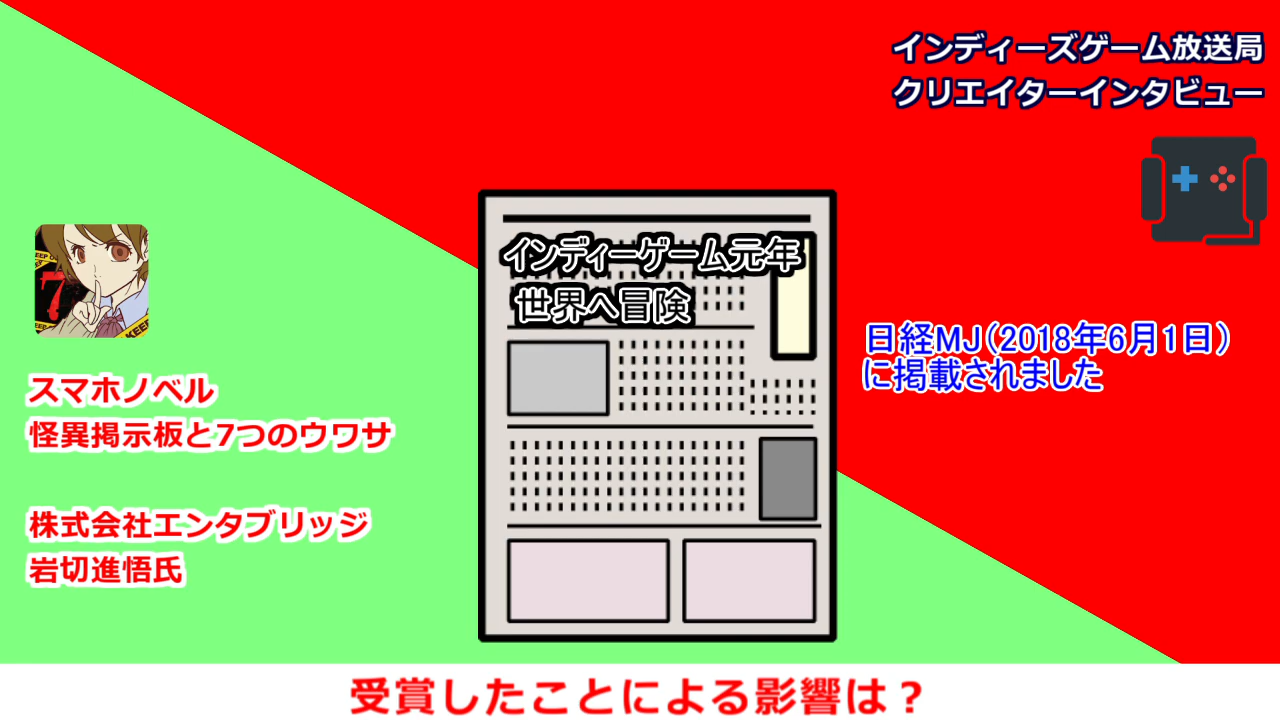 インディーズゲーム放送局
クリエイターインタビュー
インディーゲーム元年
世界へ冒険
日経MJ（2018年6月1日）
に掲載されました
7
スマホノベル
怪異掲示板と7つのウワサ
株式会社エンタブリッジ
岩切進悟氏
受賞したことによる影響は？